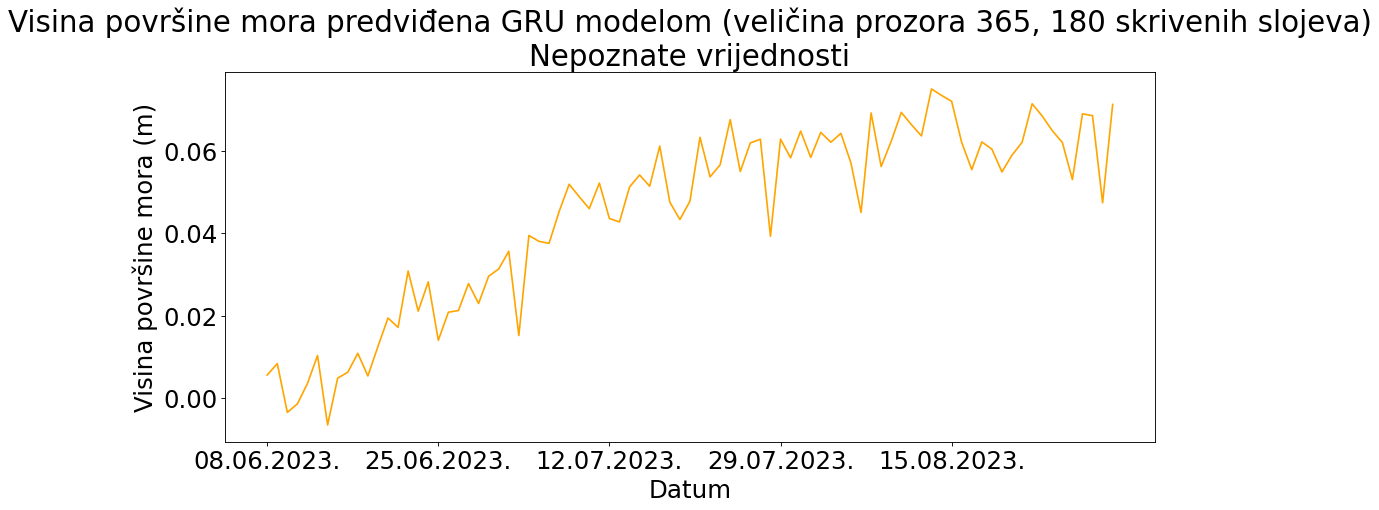 Visina površine mora predviđena GRU modelom (veličina prozora 365, 180 skrivenih slojeva)
Nepoznate vrijednosti
Visina površine mora (m)
0.06
0.04
0.02
0.00
08.06.2023. 25.06.2023. 12.07.2023. 29.07.2023. 15.08.2023.
Datum